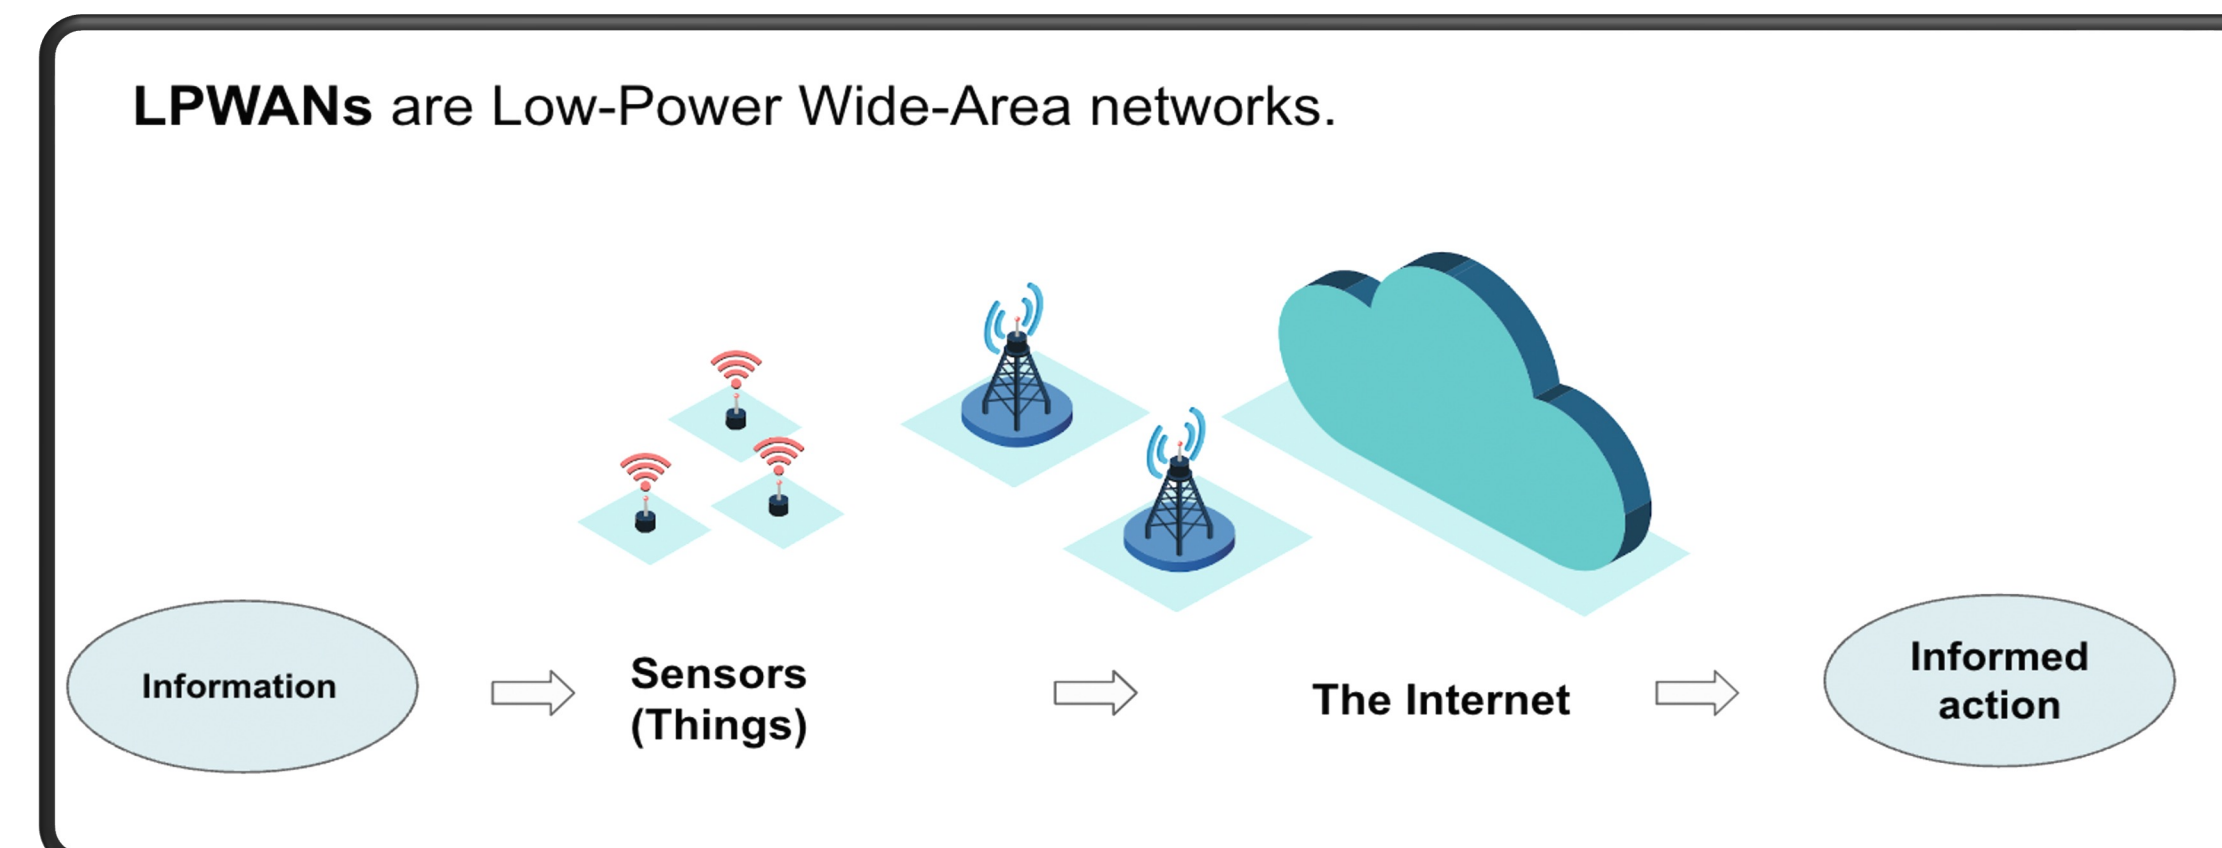 LPWANs are Low-Power Wide-Area networks.
Information
Sensors
(Things)
The Internet
Informed
action